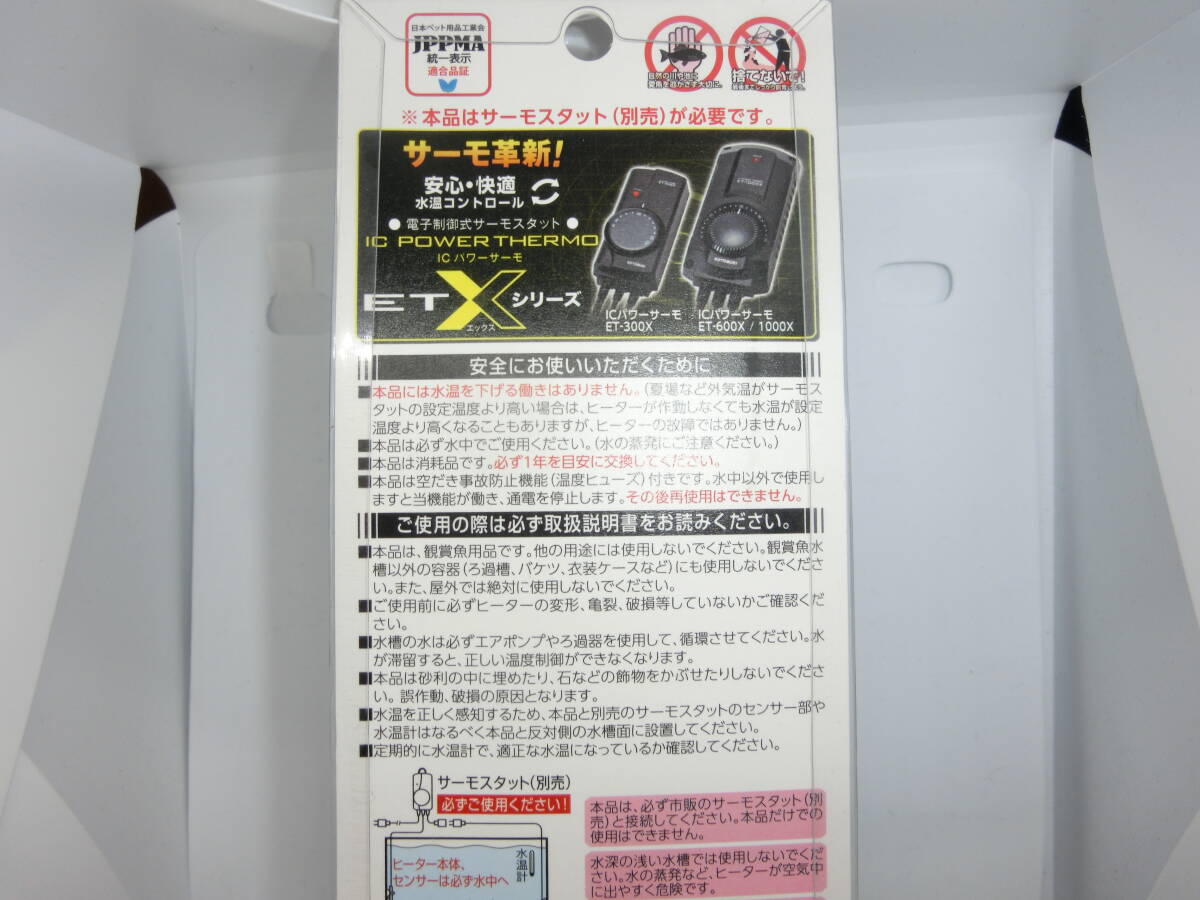 日本ペット用品工業会
JPPMA
統一表示
適合品証
捨てないで!
※本品はサーモスタット（別売）が必要です。
サーモ革新!
安心・快適
水温コントロール
● 電子制御式サーモスタット ●
IC POWER THERMO
IC パワーサーモ
ET X シリーズ
エックス
ICパワーサーモ
ET-300X
ICパワーサーモ
ET-600X / 1000X
安全にお使いいただくために
■本品には水温を下げる働きはありません。（夏場など外気温がサーモス
タットの設定温度より高い場合は、ヒーターが作動しなくても水温が設定
温度より高くなることもありますが、ヒーターの故障ではありません。）
■本品は必ず水中でご使用ください。（水の蒸発にご注意ください。）
■本品は消耗品です。必ず1年を目安に交換してください。
■本品は空だき事故防止機能（温度ヒューズ）付きです。水中以外で使用し
ますと当機能が働き、通電を停止します。その後再使用はできません。
ご使用の際は必ず取扱説明書をお読みください。
■本品は、観賞魚用品です。他の用途には使用しないでください。観賞魚水
槽以外の容器（ろ過槽、バケツ、衣装ケースなど）にも使用しないでくださ
い。また、屋外では絶対に使用しないでください。
■ご使用前に必ずヒーターの変形、亀裂、破損等していないかご確認くだ
さい。
■水槽の水は必ずエアポンプやろ過器を使用して、循環させてください。水
が滞留すると、正しい温度制御ができなくなります。
■本品は砂利の中に埋めたり、石などの飾物をかぶせたりしないでくださ
い。誤作動、破損の原因となります。
■水温を正しく感知するため、本品と別売のサーモスタットのセンサー部や
水温計はなるべく本品と反対側の水槽面に設置してください。
■定期的に水温計で、適正な水温になっているか確認してください。
サーモスタット（別売）
必ずご使用ください!
水温計
ヒーター本体、
センサーは必ず水中へ
本品は、必ず市販のサーモスタット（別
売）と接続してください。本品だけでの
使用はできません。
水深の浅い水槽では使用しないでくだ
さい。水の蒸発など、ヒーターが空気中
に出やすく危険です。